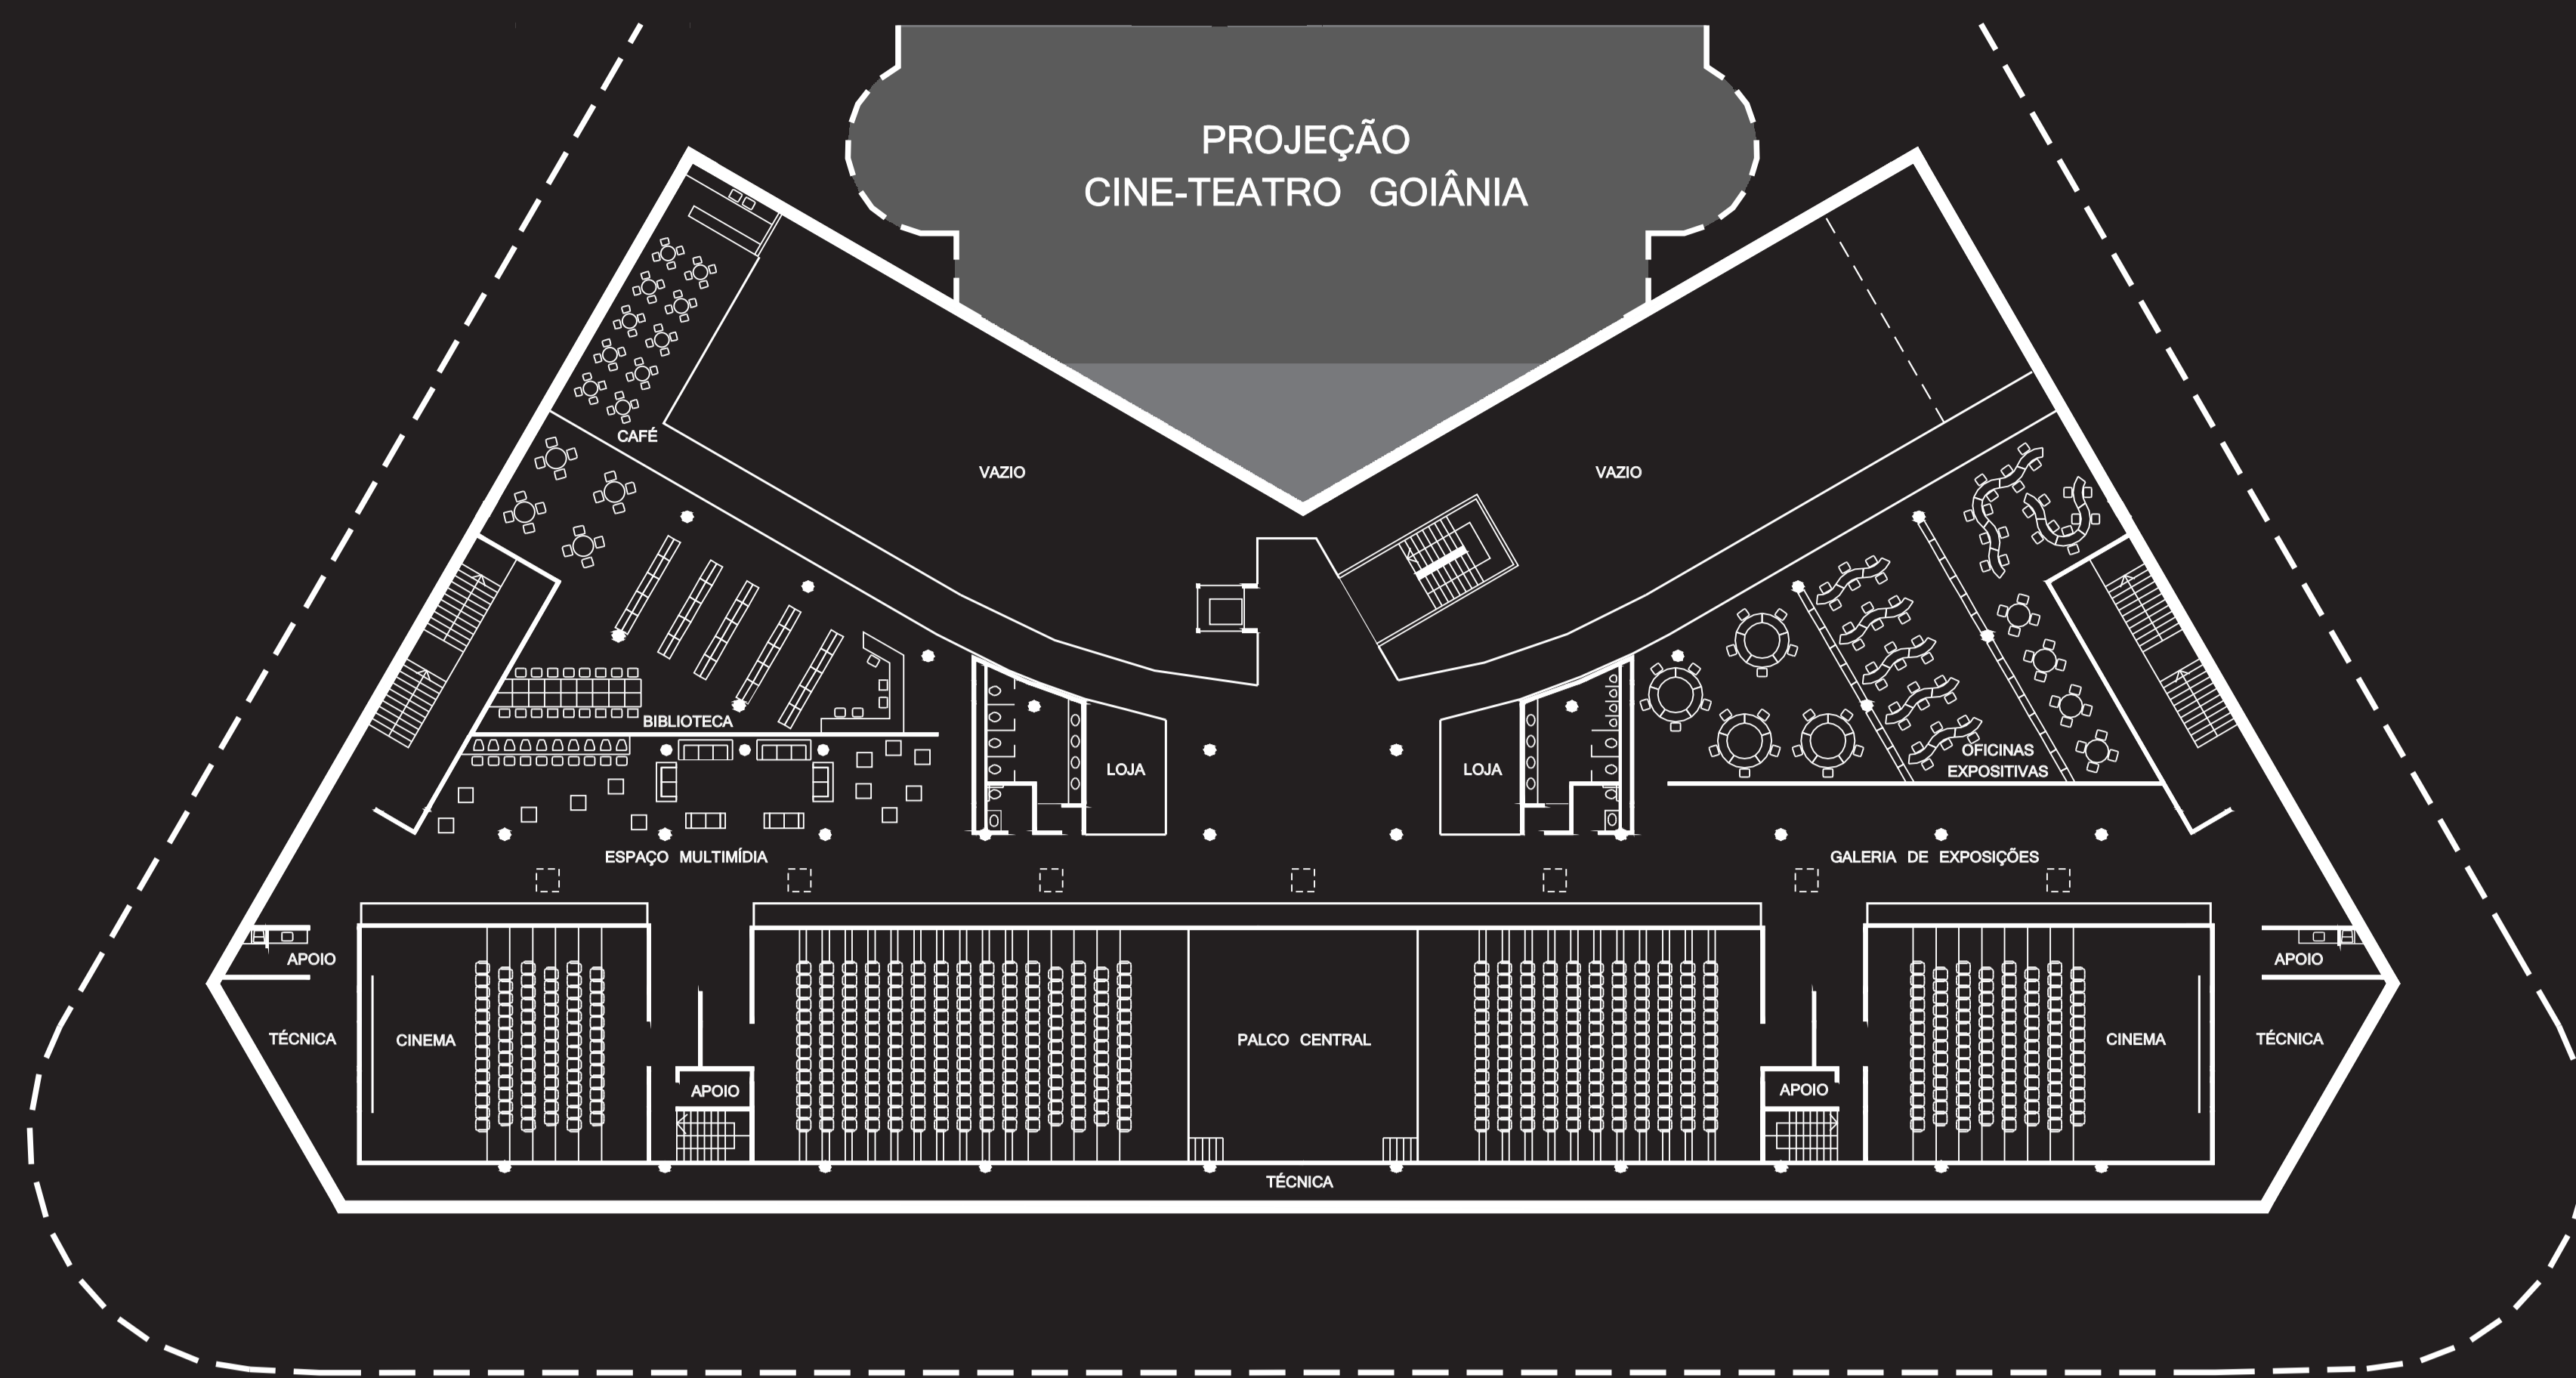 PROJEÇÃO
CINE-TEATRO GOIÂNIA
CAFÉ
VAZIO
VAZIO
BIBLIOTECA
LOJA
LOJA
OFICINAS
EXPOSITIVAS
ESPAÇO MULTIMÍDIA
GALERIA DE EXPOSIÇÕES
APOIO
APOIO
TÉCNICA
CINEMA
PALCO CENTRAL
CINEMA
TÉCNICA
APOIO
APOIO
TÉCNICA